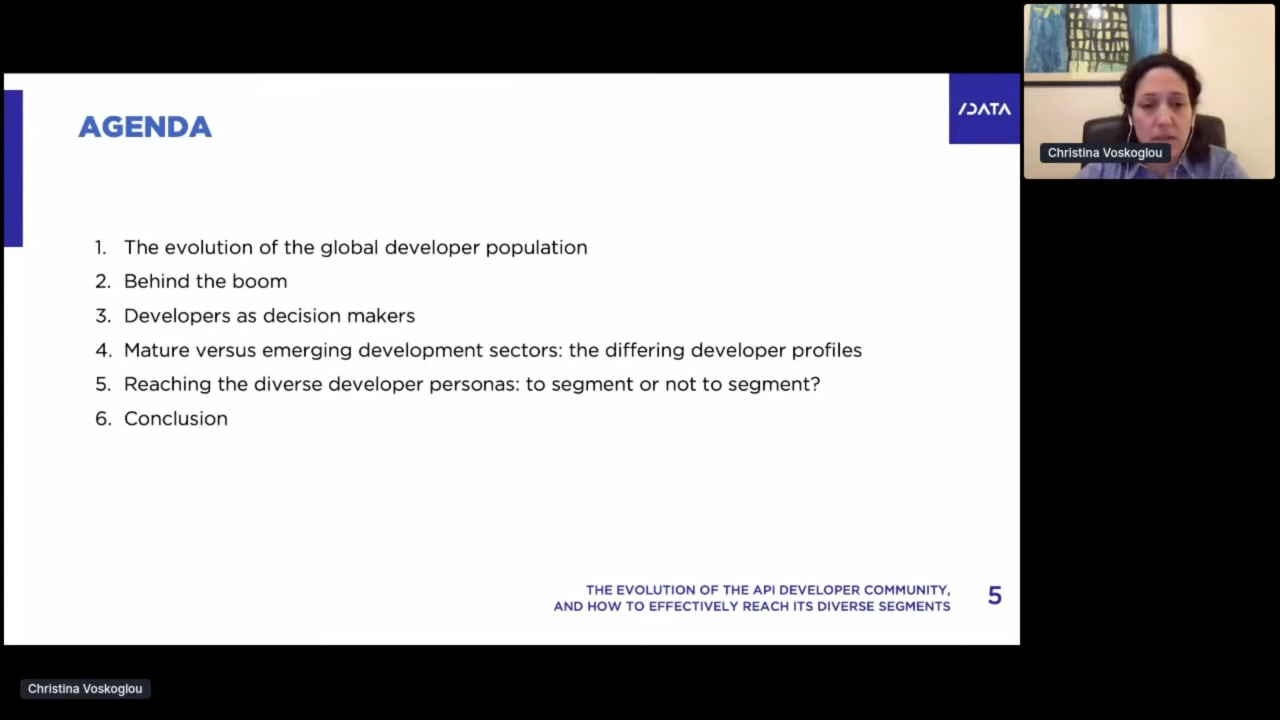 AGENDA
/DATA
1. The evolution of the global developer population
2. Behind the boom
3. Developers as decision makers
4. Mature versus emerging development sectors: the differing developer profiles
5. Reaching the diverse developer personas: to segment or not to segment?
6. Conclusion
THE EVOLUTION OF THE API DEVELOPER COMMUNITY,
AND HOW TO EFFECTIVELY REACH ITS DIVERSE SEGMENTS
5
Christina Voskoglou
Christina Voskoglou